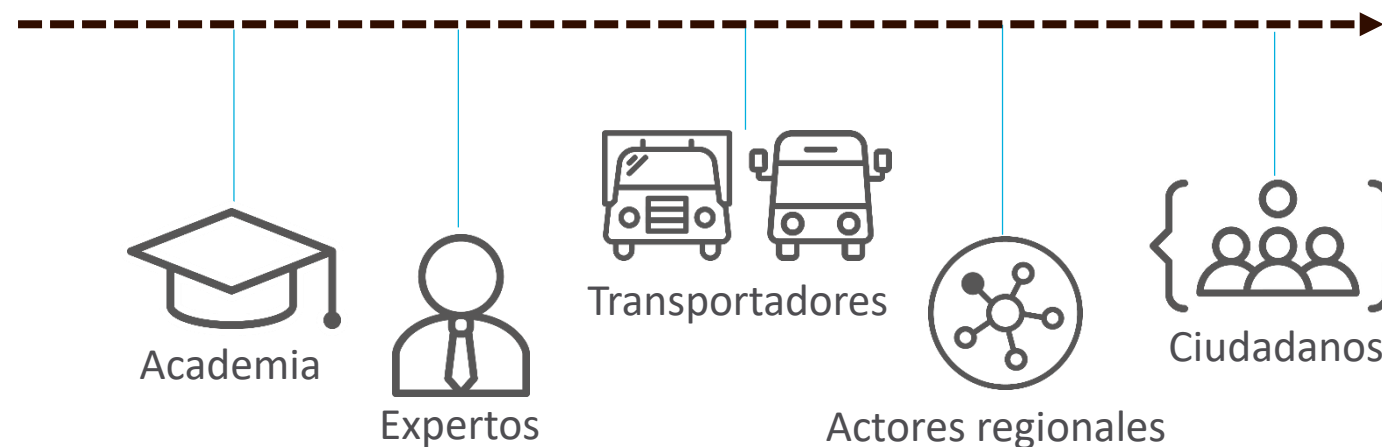 Academia
Expertos
Transportadores
Actores regionales
Ciudadanos